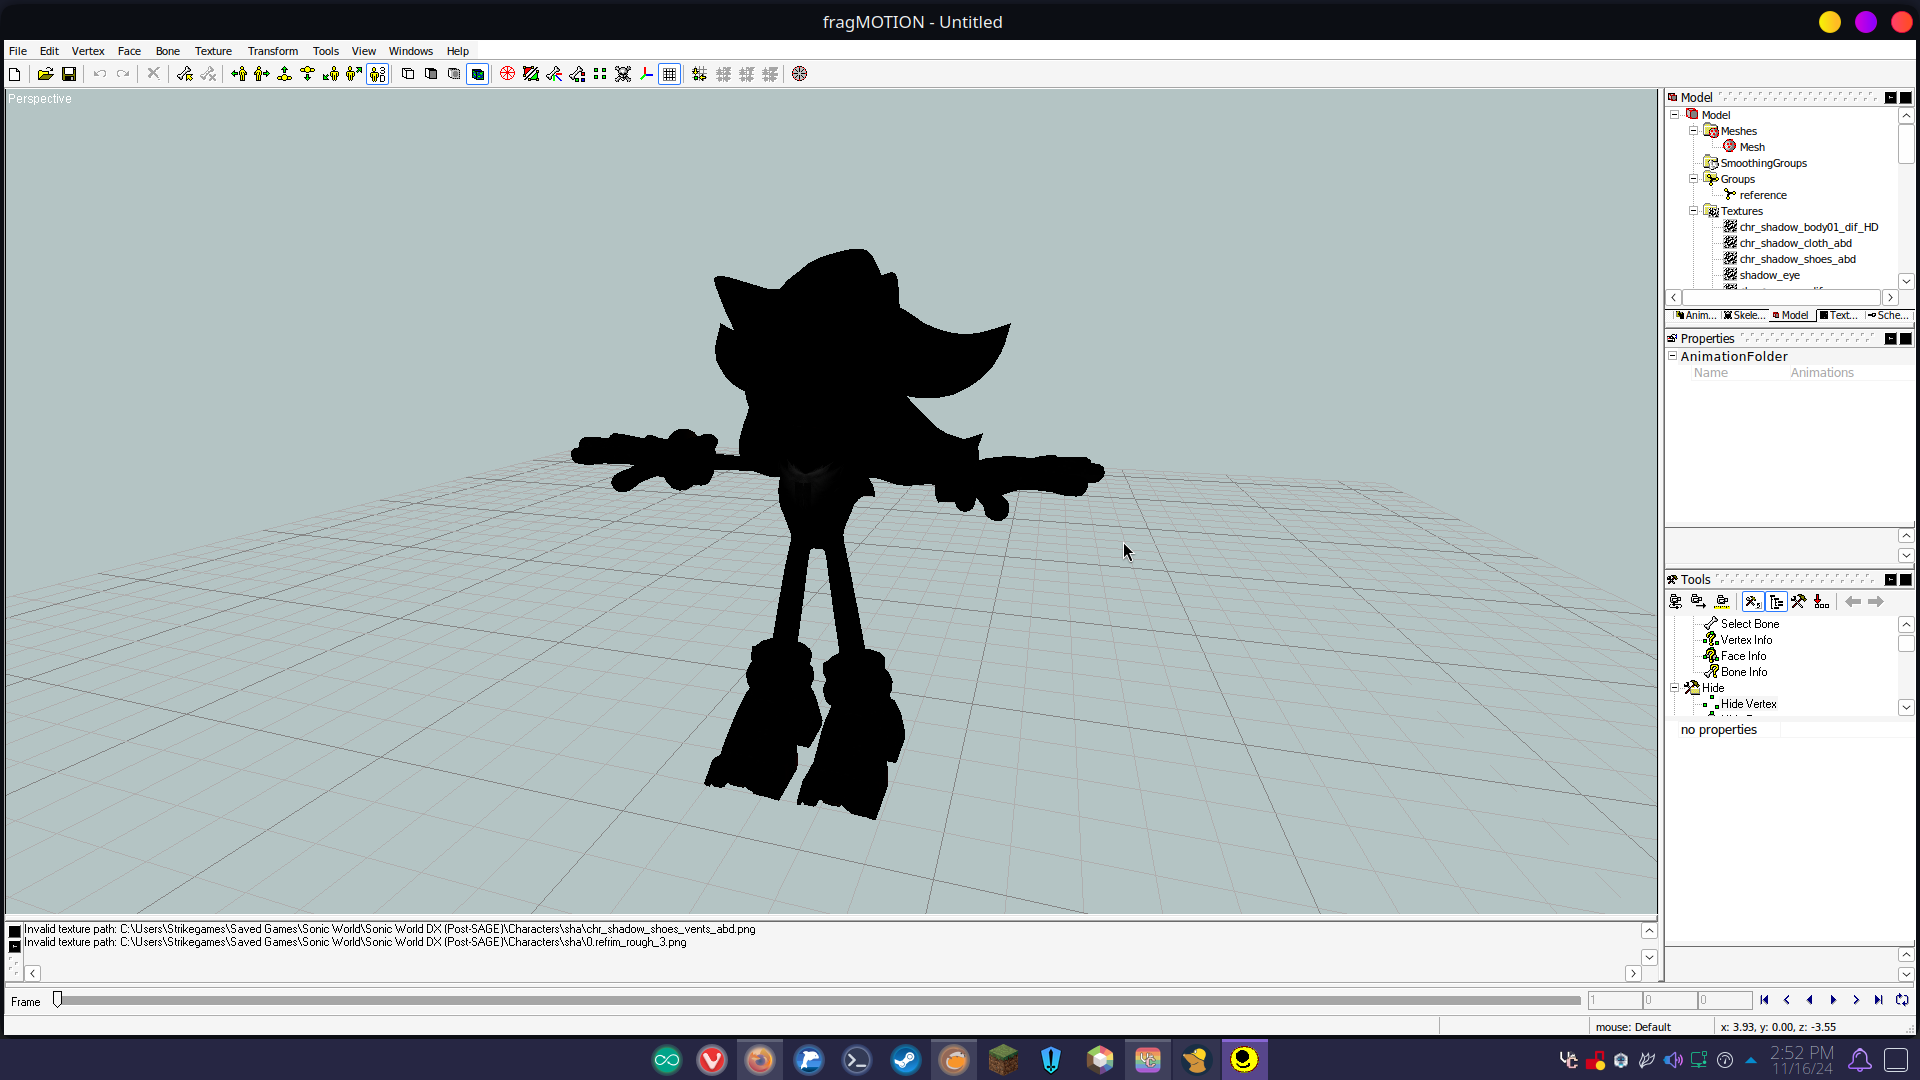 fragMOTION - Untitled
File Edit Vertex Face Bone Texture Transform Tools View Windows Help
Perspective
Model
Model
Meshes
Mesh
SmoothingGroups
Groups
reference
Textures
chr_shadow_body01_dif_HD
chr_shadow_cloth_abd
chr_shadow_shoes_abd
shadow_eye
Anim... Skele... Model Text... Sche...
Properties
AnimationFolder
Name Animations
Tools
Select Bone
Vertex Info
Face Info
Bone Info
Hide
Hide Vertex
no properties
Invalid texture path: C:\Users\Strikegames\Saved Games\Sonic World\Sonic World DX (Post-SAGE)\Characters\sha\chr_shadow_shoes_vents_abd.png
Invalid texture path: C:\Users\Strikegames\Saved Games\Sonic World\Sonic World DX (Post-SAGE)\Characters\sha\0.refrim_rough_3.png
Frame
1 0 0
mouse: Default
x: 3.93, y: 0.00, z: -3.55
2:52 PM
11/16/24